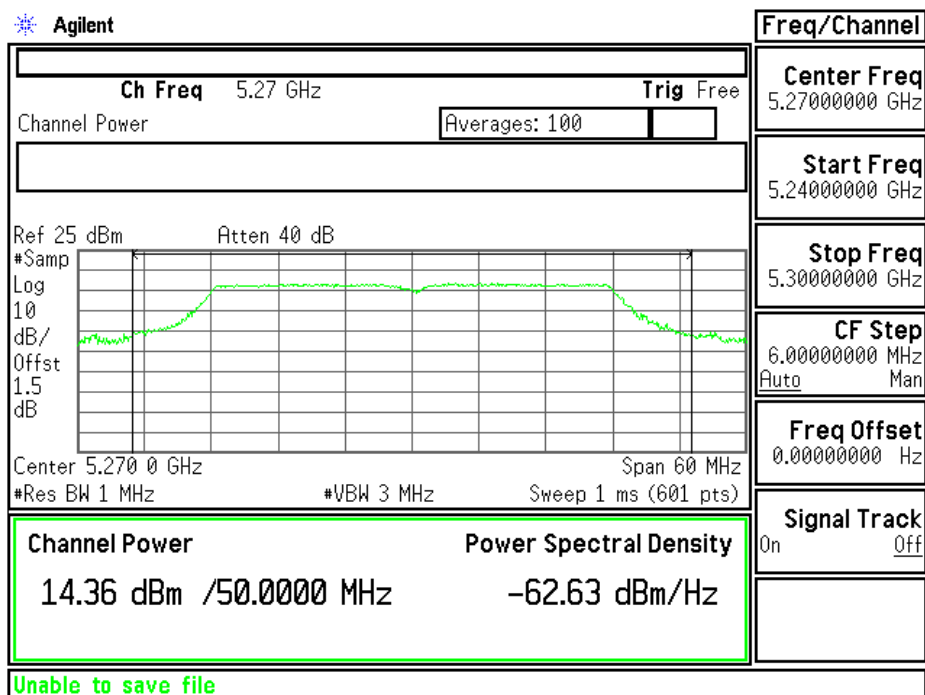 Agilent
Freq/Channel
Ch Freq 5.27 GHz Trig Free
Channel Power Averages: 100
Ref 25 dBm Atten 40 dB
#Samp
Log
10
dB/
Offst
1.5
dB
Center 5.270 0 GHz Span 60 MHz
#Res BW 1 MHz #VBW 3 MHz Sweep 1 ms (601 pts)
Channel Power Power Spectral Density
14.36 dBm /50.0000 MHz -62.63 dBm/Hz
Unable to save file
Center Freq
5.27000000 GHz
Start Freq
5.24000000 GHz
Stop Freq
5.30000000 GHz
CF Step
6.00000000 MHz
Auto Man
Freq Offset
0.00000000 Hz
Signal Track
On Off